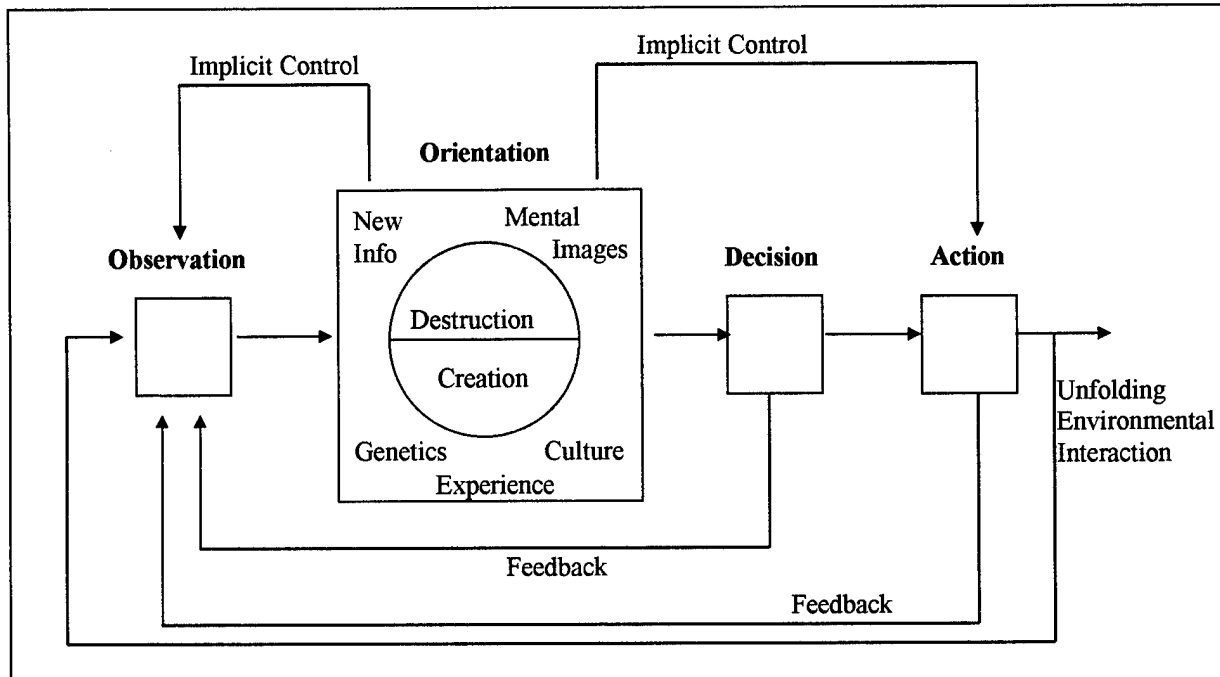 Implicit Control
Implicit Control
Orientation
New
Info
Mental
Images
Observation
Decision
Action
Destruction
Creation
Genetics
Culture
Experience
Unfolding
Environmental
Interaction
Feedback
Feedback